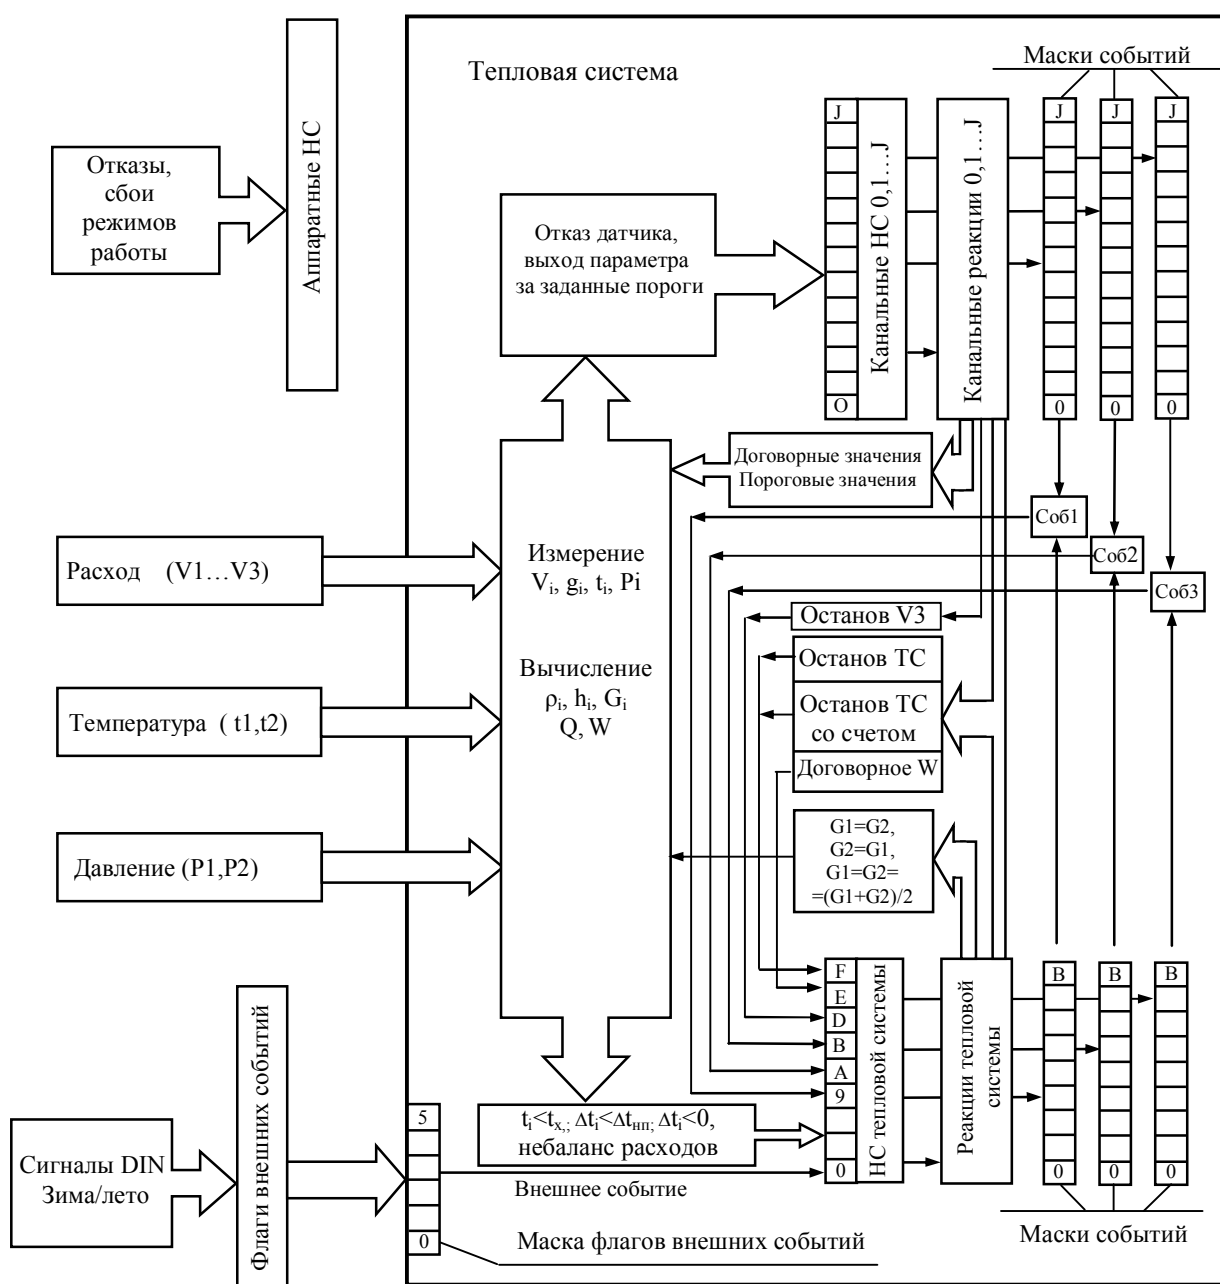 Тепловая система
Маски событий
Отказы,
сбои
режимов
работы
Аппаратные НС
Отказ датчика,
выход параметра
за заданные пороги
J
O
Канальные НС 0,1…J
Канальные реакции 0,1…J
J
J
J
0
0
0
Договорные значения
Пороговые значения
Соб1
Соб2
Соб3
Расход (V1…V3)
Измерение
Vi, gi, ti, Pi
Вычисление
ρi, hi, Gi
Q, W
Останов V3
Останов ТС
Останов ТС
со счетом
Договорное W
Температура ( t1,t2)
Давление (P1,P2)
G1=G2,
G2=G1,
G1=G2=
=(G1+G2)/2
F
E
D
B
A
9
0
НС тепловой системы
Реакции тепловой
системы
B
B
B
0
0
0
ti<tx,; Δti<Δtнп; Δti<0,
небаланс расходов
Внешнее событие
Сигналы DIN
Зима/лето
Флаги внешних событий
5
0
Маска флагов внешних событий
Маски событий